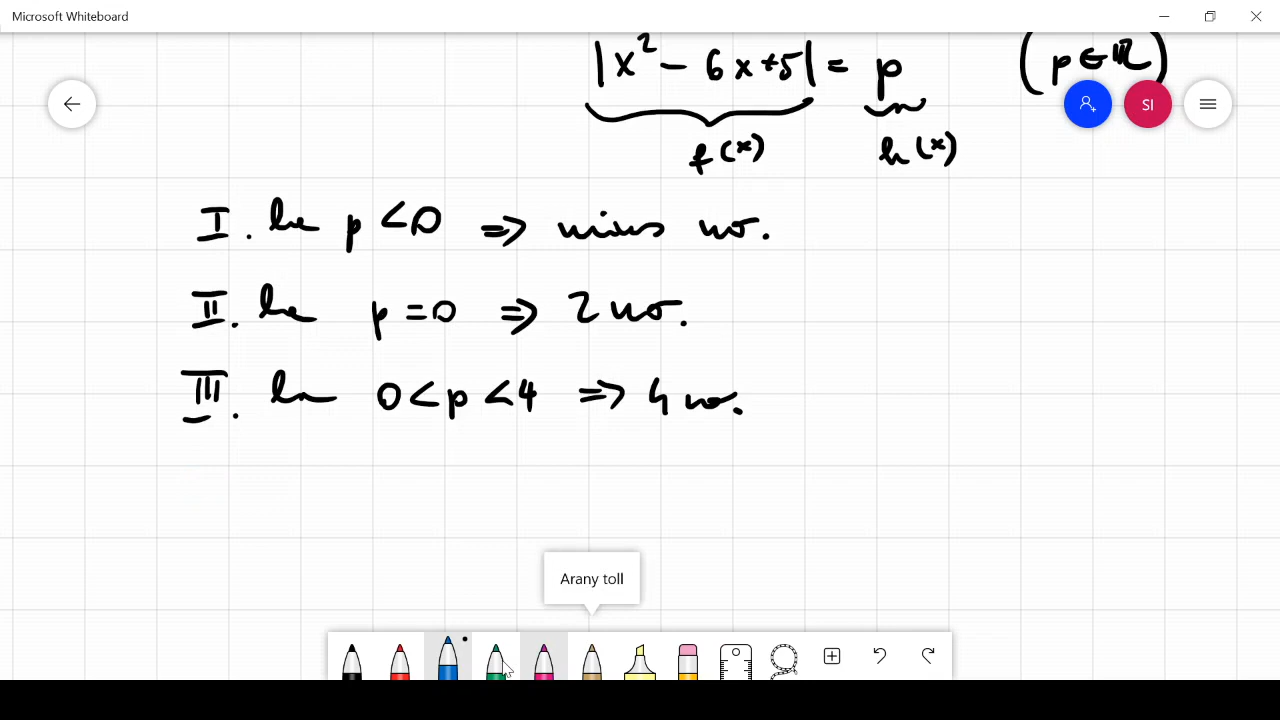 Microsoft Whiteboard
|x² - 6x+5| = p (p ∈ ℝ)
f(x) h(x)
SI
I. ha p < 0 ⇒ nincs mo.
II. ha p = 0 ⇒ 2 mo.
III. ha 0 < p < 4 ⇒ 4 mo.
Arany toll